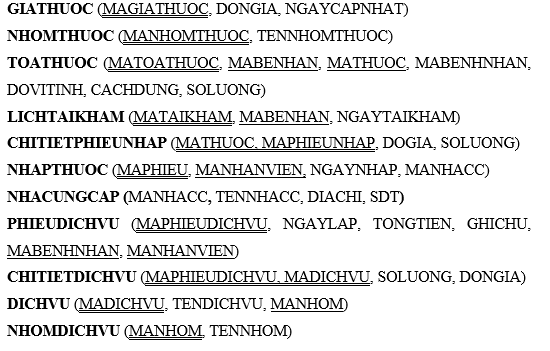 GIATHUOC (MAGIATHUOC, DONGIA, NGAYCAPNHAT)
NHOMTHUOC (MANHOMTHUOC, TENNHOMTHUOC)
TOATHUOC (MATOATHUOC, MABENHAN, MATHUOC, MABENHNHAN,
DOVITINH, CACHDUNG, SOLUONG)
LICHTAIKHAM (MATAIKHAM, MABENHAN, NGAYTAIKHAM)
CHITIETPHIEUNHAP (MATHUOC, MAPHIEUNHAP, DOGIA, SOLUONG)
NHAPTHUOC (MAPHIEU, MANHANVIEN, NGAYNHAP, MANHACC)
NHACUNGCAP (MANHACC, TENNHACC, DIACHI, SDT)
PHIEUDICHVU (MAPHIEUDICHVU, NGAYLAP, TONGTIEN, GHICHU,
MABENHNHAN, MANHANVIEN)
CHITIETDICHVU (MAPHIEUDICHVU, MADICHVU, SOLUONG, DONGIA)
DICHVU (MADICHVU, TENDICHVU, MANHOM)
NHOMDICHVU (MANHOM, TENNHOM)